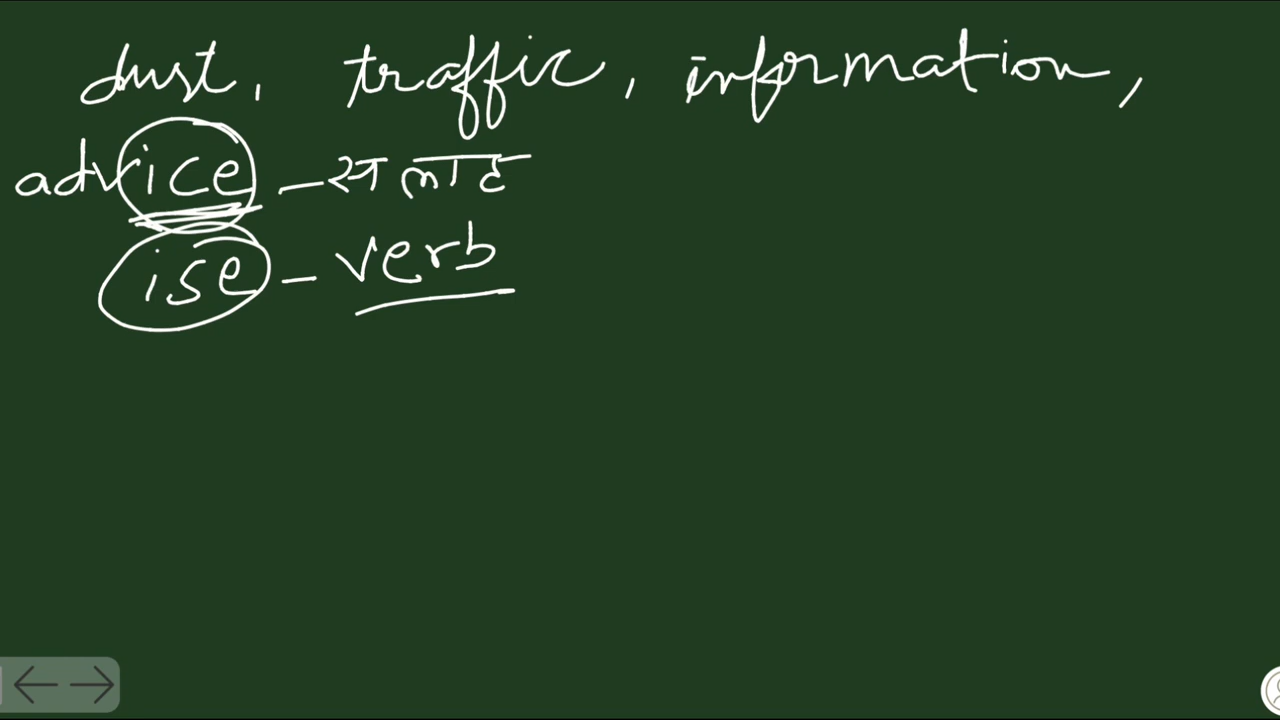 dust, traffic, information,
advice - सलाह
ise - verb